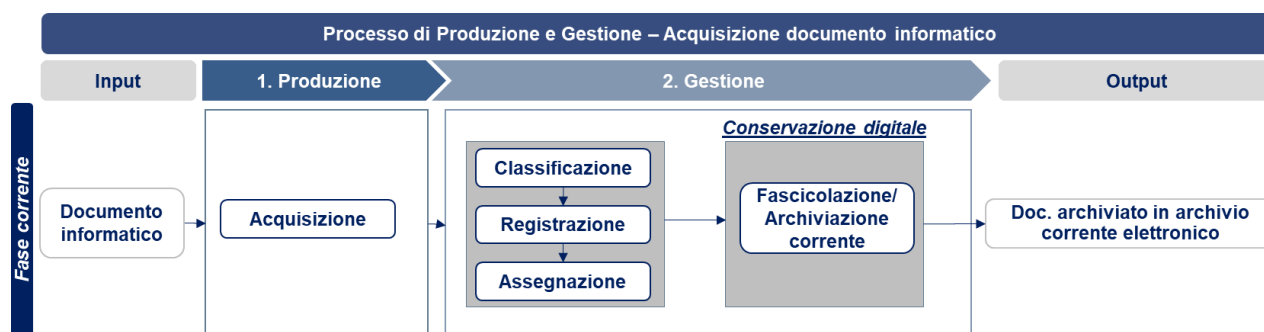 Processo di Produzione e Gestione – Acquisizione documento informatico
Input
1. Produzione
2. Gestione
Output
Fase corrente
Documento
informatico
Acquisizione
Classificazione
Registrazione
Assegnazione
Conservazione digitale
Fascicolazione/
Archiviazione
corrente
Doc. archiviato in archivio
corrente elettronico